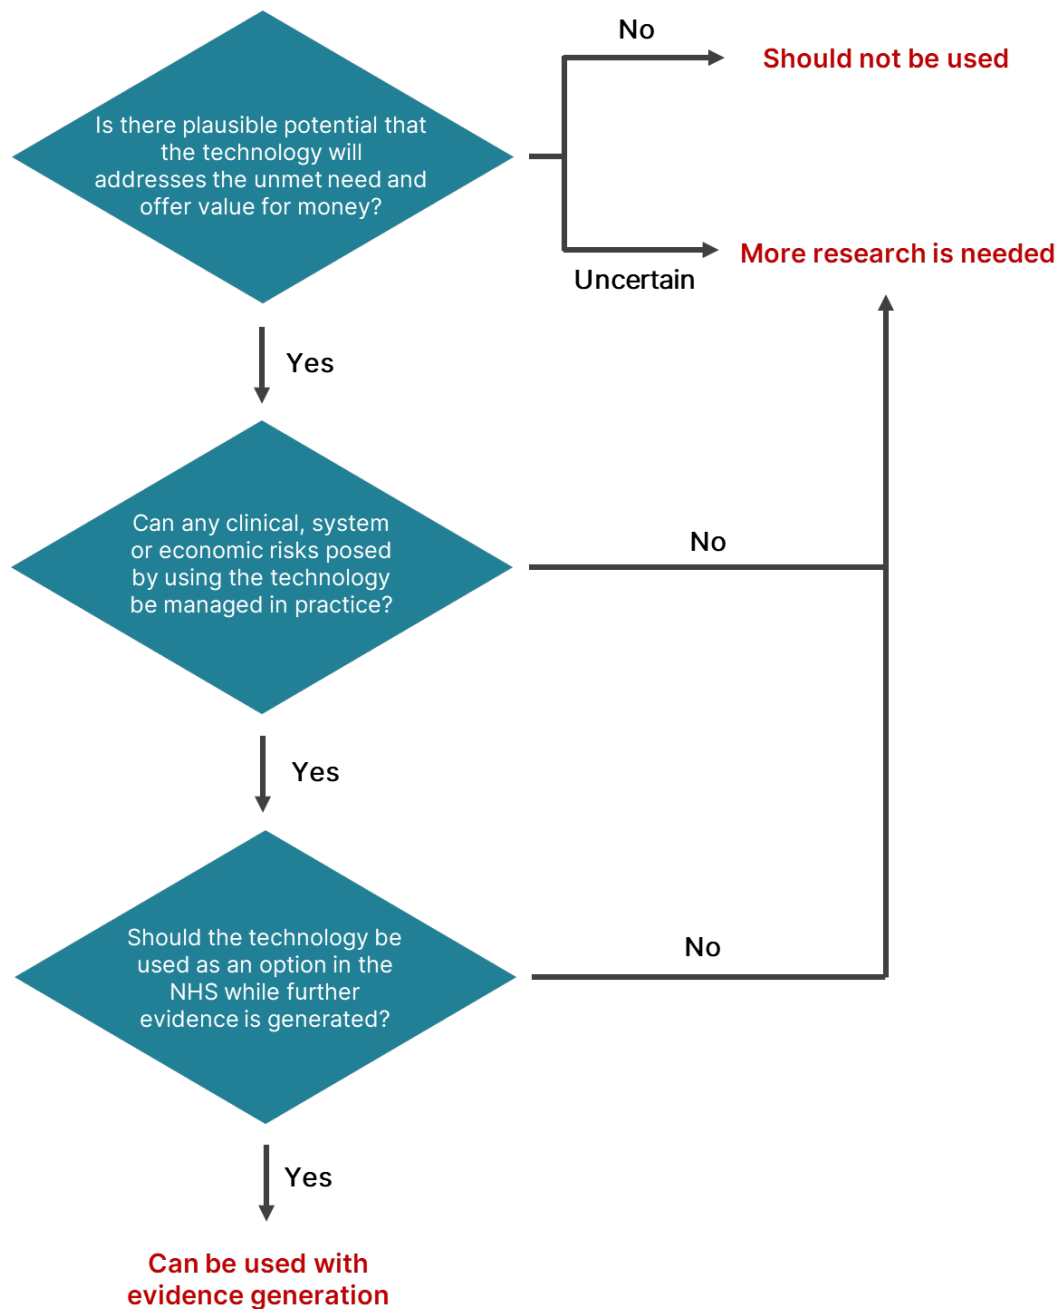 No
Should not be used
Is there plausible potential that
the technology will
addresses the unmet need and
offer value for money?
More research is needed
Uncertain
Yes
Can any clinical, system
or economic risks posed
by using the technology
be managed in practice?
No
Yes
Should the technology be
used as an option in the
NHS while further
evidence is generated?
No
Yes
Can be used with
evidence generation